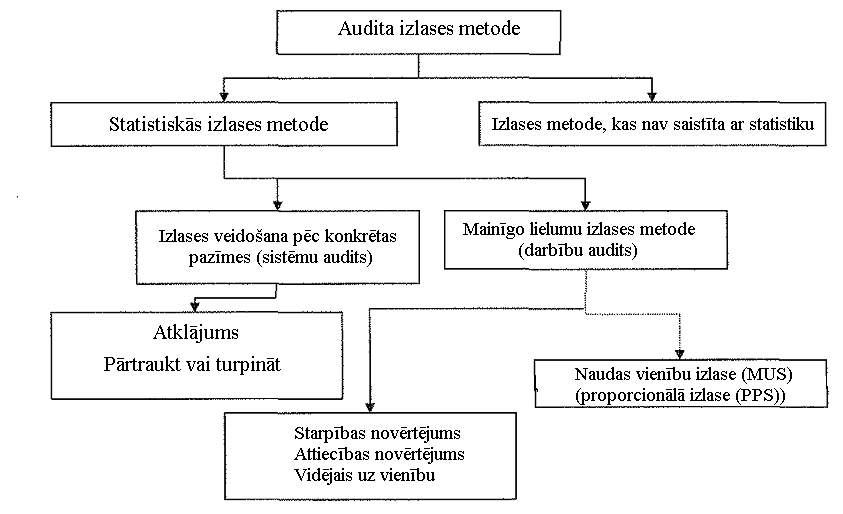 Audita izlases metode
Statistiskās izlases metode
Izlases metode, kas nav saistīta ar statistiku
Izlases veidošana pēc konkrētas
pazīmes (sistēmu audits)
Mainīgo lielumu izlases metode
(darbību audits)
Atklājums
Pārtraukt vai turpināt
Naudas vienību izlase (MUS)
(proporcionālā izlase (PPS))
Starpības novērtējums
Attiecības novērtējums
Vidējais uz vienību